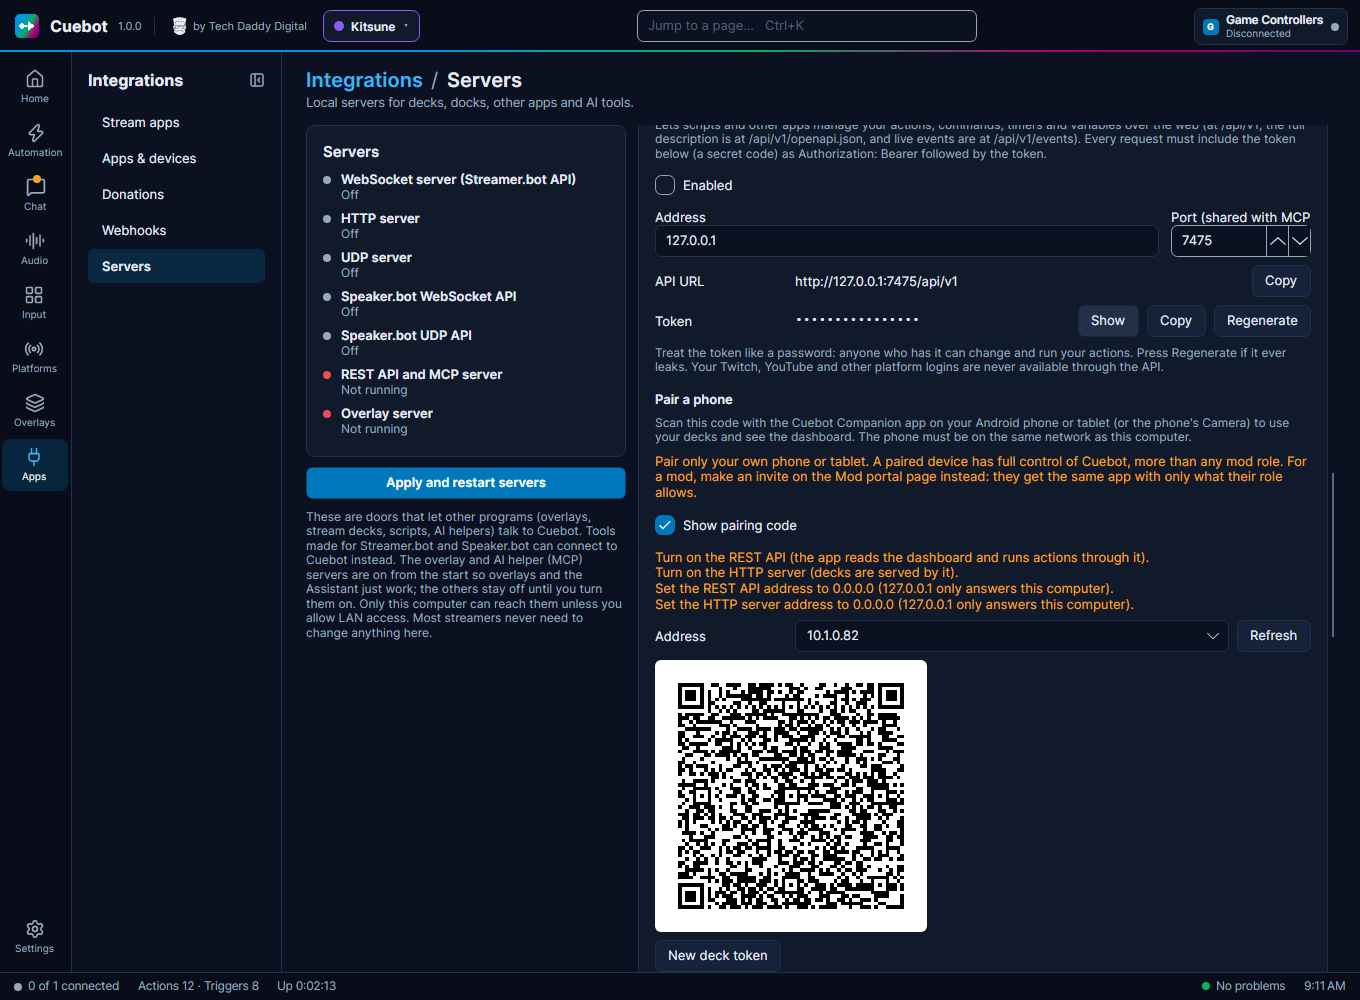 Cuebot 1.0.0 by Tech Daddy Digital Kitsune
Jump to a page... Ctrl+K
G Game Controllers
Disconnected
Home
Automation
Chat
Audio
Input
Platforms
Overlays
Apps
Settings
Integrations
Stream apps
Apps & devices
Donations
Webhooks
Servers
Integrations / Servers
Local servers for decks, docks, other apps and AI tools.
Servers
WebSocket server (Streamer.bot API)
Off
HTTP server
Off
UDP server
Off
Speaker.bot WebSocket API
Off
Speaker.bot UDP API
Off
REST API and MCP server
Not running
Overlay server
Not running
Apply and restart servers
These are doors that let other programs (overlays,
stream decks, scripts, AI helpers) talk to Cuebot. Tools
made for Streamer.bot and Speaker.bot can connect to
Cuebot instead. The overlay and AI helper (MCP)
servers are on from the start so overlays and the
Assistant just work; the others stay off until you turn
them on. Only this computer can reach them unless you
allow LAN access. Most streamers never need to
change anything here.
Lets scripts and other apps manage your actions, commands, timers and variables over the web (at /api/v1, the full
description is at /api/v1/openapi.json, and live events are at /api/v1/events). Every request must include the token
below (a secret code) as Authorization: Bearer followed by the token.
Enabled
Address Port (shared with MCP
127.0.0.1 7475
API URL http://127.0.0.1:7475/api/v1 Copy
Token •••••••••••••••• Show Copy Regenerate
Treat the token like a password: anyone who has it can change and run your actions. Press Regenerate if it ever
leaks. Your Twitch, YouTube and other platform logins are never available through the API.
Pair a phone
Scan this code with the Cuebot Companion app on your Android phone or tablet (or the phone's Camera) to use
your decks and see the dashboard. The phone must be on the same network as this computer.
Pair only your own phone or tablet. A paired device has full control of Cuebot, more than any mod role. For
a mod, make an invite on the Mod portal page instead: they get the same app with only what their role
allows.
Show pairing code
Turn on the REST API (the app reads the dashboard and runs actions through it).
Turn on the HTTP server (decks are served by it).
Set the REST API address to 0.0.0.0 (127.0.0.1 only answers this computer).
Set the HTTP server address to 0.0.0.0 (127.0.0.1 only answers this computer).
Address 10.1.0.82 Refresh
New deck token
0 of 1 connected Actions 12 · Triggers 8 Up 0:02:13
No problems 9:11 AM